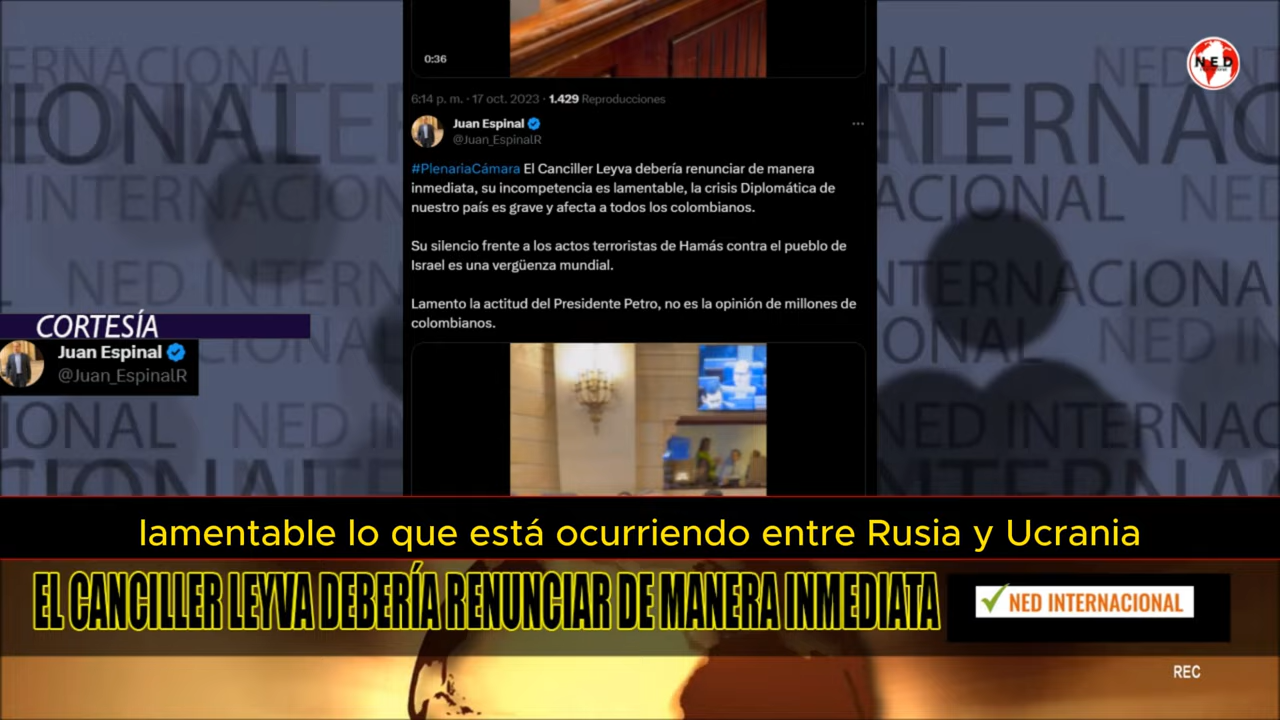 NED
0:36
6:14 p. m. · 17 oct. 2023 · 1.429 Reproducciones
Juan Espinal
@Juan_EspinalR
#PlenariaCámara El Canciller Leyva debería renunciar de manera
inmediata, su incompetencia es lamentable, la crisis Diplomática de
nuestro país es grave y afecta a todos los colombianos.
Su silencio frente a los actos terroristas de Hamás contra el pueblo de
Israel es una vergüenza mundial.
Lamento la actitud del Presidente Petro, no es la opinión de millones de
colombianos.
CORTESÍA
Juan Espinal
@Juan_EspinalR
NED INTERNACIONAL
lamentable lo que está ocurriendo entre Rusia y Ucrania
EL CANCILLER LEYVA DEBERÍA RENUNCIAR DE MANERA INMEDIATA
NED INTERNACIONAL
REC